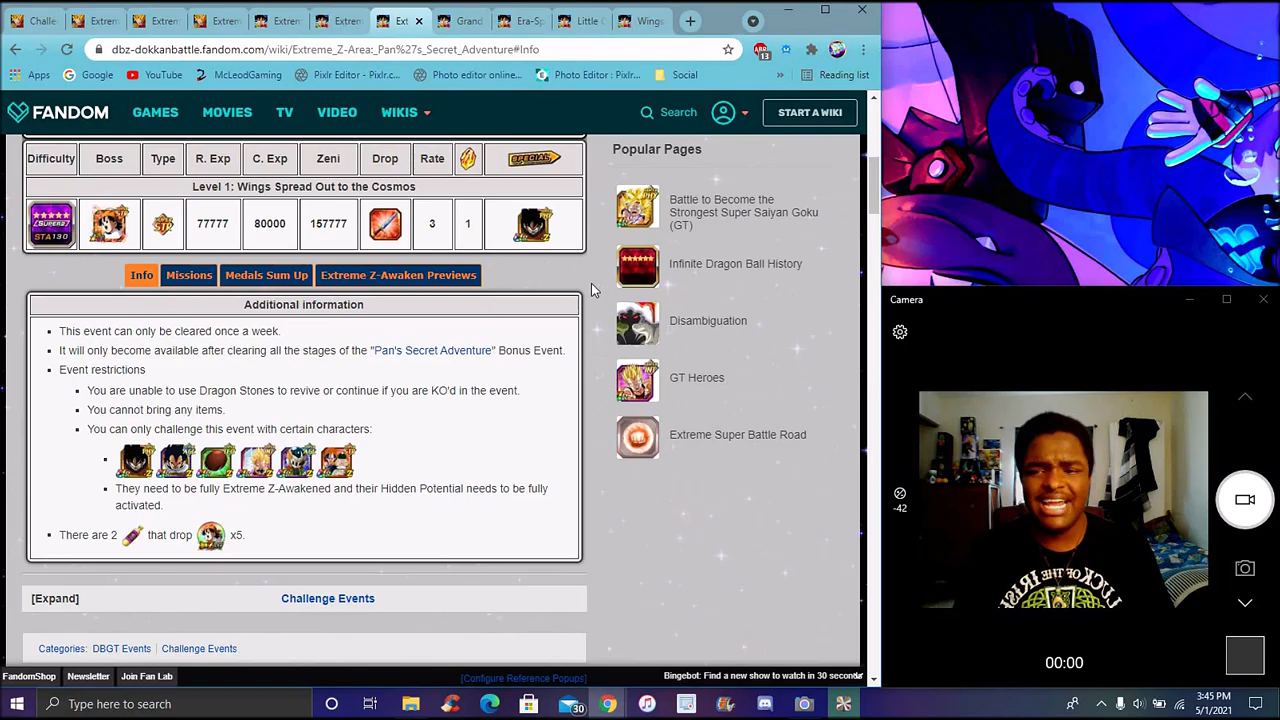 Challe
Extrem
Extrem
Extrem
Extrem
Extrem
Ext
Grand
Era-Sp
Little
Wings
dbz-dokkanbattle.fandom.com/wiki/Extreme_Z-Area:_Pan%27s_Secret_Adventure#Info
13
Apps
Google
YouTube
McLeodGaming
Pixlr Editor - Pixlr.c...
Photo editor online...
Photo Editor : Pixlr...
Social
Reading list
FANDOM
GAMES
MOVIES
TV
VIDEO
WIKIS
Search
START A WIKI
Difficulty Boss Type R. Exp C. Exp Zeni Drop Rate SPECIAL
Level 1: Wings Spread Out to the Cosmos
STA130
77777 80000 157777 3 1
Info
Missions
Medals Sum Up
Extreme Z-Awaken Previews
Additional information
This event can only be cleared once a week.
It will only become available after clearing all the stages of the "Pan's Secret Adventure" Bonus Event.
Event restrictions
You are unable to use Dragon Stones to revive or continue if you are KO'd in the event.
You cannot bring any items.
You can only challenge this event with certain characters:
They need to be fully Extreme Z-Awakened and their Hidden Potential needs to be fully
activated.
There are 2 that drop x5.
[Expand]
Challenge Events
Categories: DBGT Events Challenge Events
Popular Pages
Battle to Become the
Strongest Super Saiyan Goku
(GT)
Infinite Dragon Ball History
Disambiguation
GT Heroes
Extreme Super Battle Road
FandomShop
Newsletter
Join Fan Lab
[Configure Reference Popups]
Bingebot: Find a new show to watch in 30 seconds
Camera
-42
LUCK OF THE IRISH
00:00
Type here to search
30
3:45 PM
5/1/2021